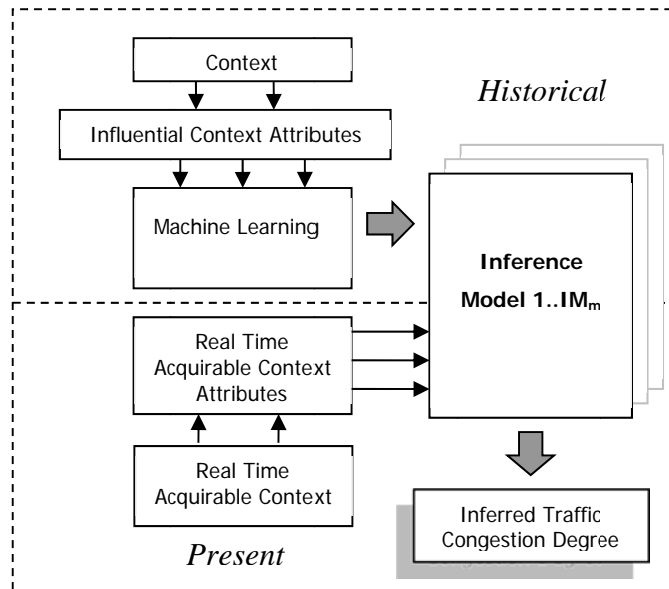 Context
Historical
Influential Context Attributes
Machine Learning
Inference
Model 1..IMm
Real Time
Acquirable Context
Attributes
Real Time
Acquirable Context
Present
Inferred Traffic
Congestion Degree